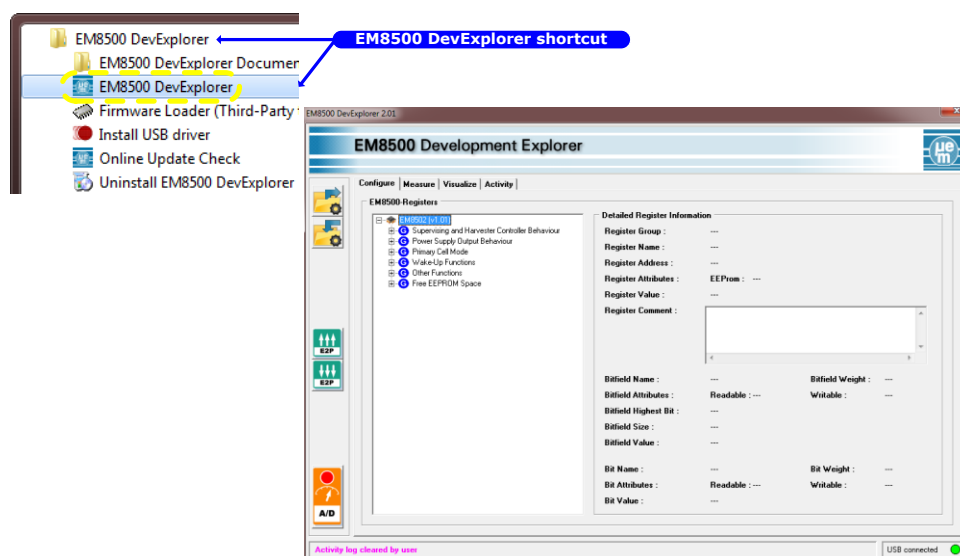 EM8500 DevExplorer
EM8500 DevExplorer shortcut
EM8500 DevExplorer Documen
EM8500 DevExplorer
Firmware Loader (Third-Party
Install USB driver
Online Update Check
Uninstall EM8500 DevExplorer
EM8500 DevExplorer 2.01
EM8500 Development Explorer
μe
m
Configure Measure Visualize Activity
EM8500-Registers
EM8502 [v1.01]
G Supervising and Harvester Controller Behaviour
G Power Supply Output Behaviour
G Primary Cell Mode
G Wake-Up Functions
G Other Functions
G Free EEPROM Space
Detailed Register Information
Register Group : ---
Register Name : ---
Register Address : ---
Register Attributes : EEProm : ---
Register Value : ---
Register Comment :
Bitfield Name : --- Bitfield Weight : ---
Bitfield Attributes : Readable : --- Writable : ---
Bitfield Highest Bit : ---
Bitfield Size : ---
Bitfield Value : ---
Bit Name : --- Bit Weight : ---
Bit Attributes : Readable : --- Writable : ---
Bit Value : ---
E2P
E2P
A/D
Activity log cleared by user
USB connected